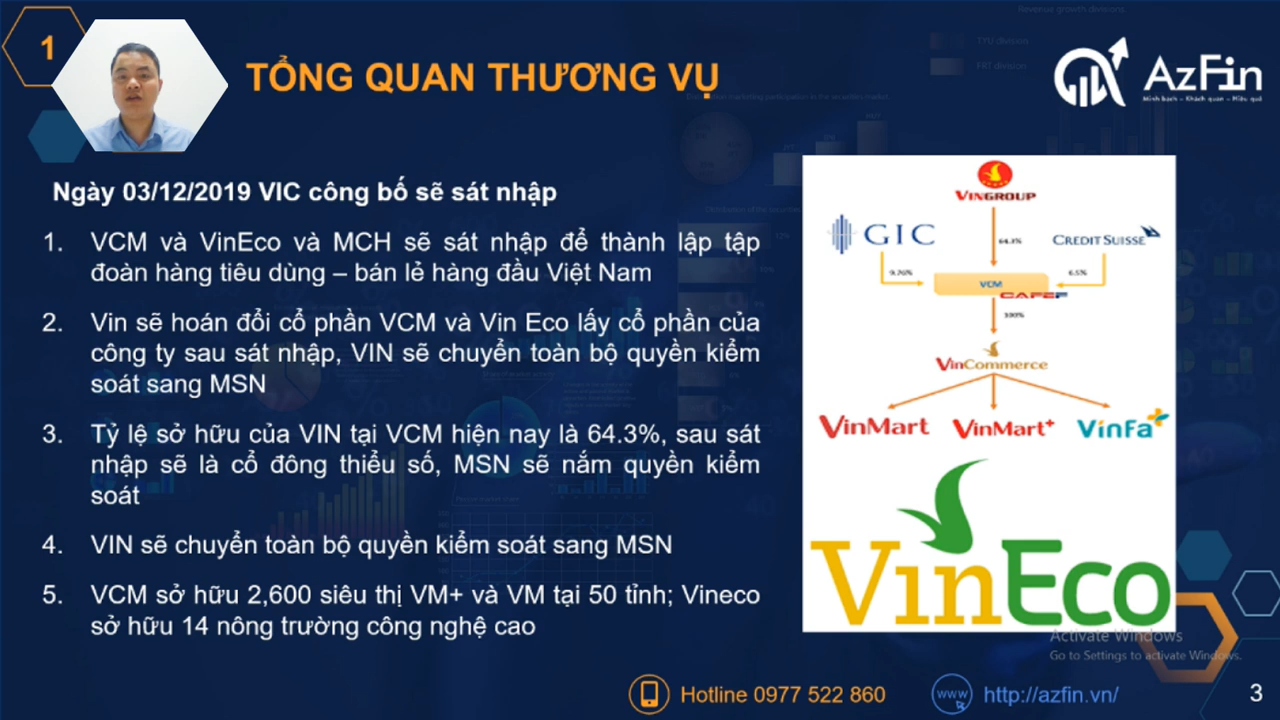 1
TỔNG QUAN THƯƠNG VỤ
AzFin
Minh bạch - Khách quan - Hiệu quả
Ngày 03/12/2019 VIC công bố sẽ sát nhập
1. VCM và VinEco và MCH sẽ sát nhập để thành lập tập
đoàn hàng tiêu dùng – bán lẻ hàng đầu Việt Nam
2. Vin sẽ hoán đổi cổ phần VCM và Vin Eco lấy cổ phần của
công ty sau sát nhập, VIN sẽ chuyển toàn bộ quyền kiểm
soát sang MSN
3. Tỷ lệ sở hữu của VIN tại VCM hiện nay là 64.3%, sau sát
nhập sẽ là cổ đông thiểu số, MSN sẽ nắm quyền kiểm
soát
4. VIN sẽ chuyển toàn bộ quyền kiểm soát sang MSN
5. VCM sở hữu 2,600 siêu thị VM+ và VM tại 50 tỉnh; Vineco
sở hữu 14 nông trường công nghệ cao
VINGROUP
GIC
64.3%
CREDIT SUISSE
9.76%
6.5%
VCM
CAFEF
100%
VinCommerce
VinMart
VinMart+
VinFa
VinEco
Activate Windows
Go to Settings to activate Windows.
Hotline 0977 522 860
www
http://azfin.vn/
3